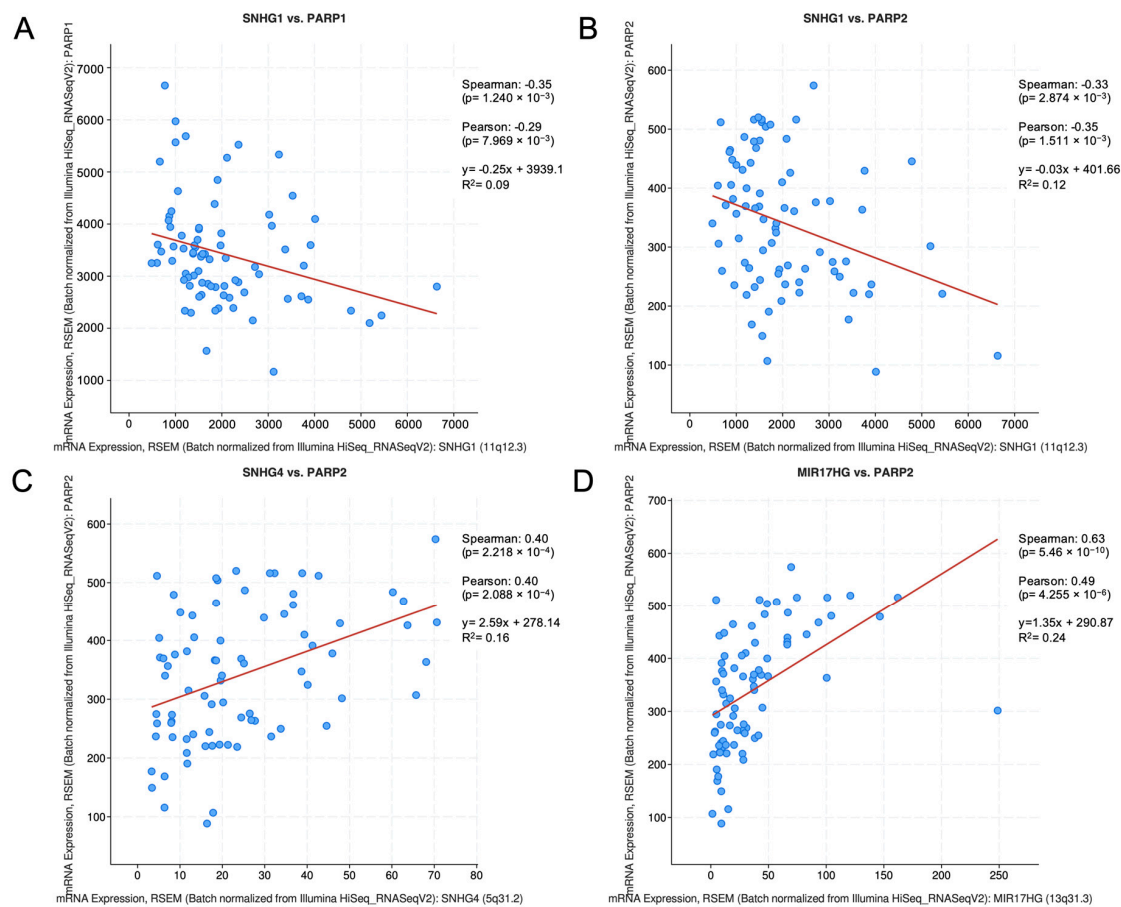 A
SNHG1 vs. PARP1
mRNA Expression, RSEM (Batch normalized from Illumina HiSeq_RNASeqV2): PARP1
7000
6000
5000
4000
3000
2000
1000
0 1000 2000 3000 4000 5000 6000 7000
mRNA Expression, RSEM (Batch normalized from Illumina HiSeq_RNASeqV2): SNHG1 (11q12.3)
Spearman: -0.35
(p= 1.240 × 10⁻³)
Pearson: -0.29
(p= 7.969 × 10⁻³)
y= -0.25x + 3939.1
R²= 0.09
B
SNHG1 vs. PARP2
mRNA Expression, RSEM (Batch normalized from Illumina HiSeq_RNASeqV2): PARP2
600
500
400
300
200
100
0 1000 2000 3000 4000 5000 6000 7000
mRNA Expression, RSEM (Batch normalized from Illumina HiSeq_RNASeqV2): SNHG1 (11q12.3)
Spearman: -0.33
(p= 2.874 × 10⁻³)
Pearson: -0.35
(p= 1.511 × 10⁻³)
y= -0.03x + 401.66
R²= 0.12
C
SNHG4 vs. PARP2
mRNA Expression, RSEM (Batch normalized from Illumina HiSeq_RNASeqV2): PARP2
600
500
400
300
200
100
0 10 20 30 40 50 60 70 80
mRNA Expression, RSEM (Batch normalized from Illumina HiSeq_RNASeqV2): SNHG4 (5q31.2)
Spearman: 0.40
(p= 2.218 × 10⁻⁴)
Pearson: 0.40
(p= 2.088 × 10⁻⁴)
y= 2.59x + 278.14
R²= 0.16
D
MIR17HG vs. PARP2
mRNA Expression, RSEM (Batch normalized from Illumina HiSeq_RNASeqV2): PARP2
700
600
500
400
300
200
100
0 50 100 150 200 250
mRNA Expression, RSEM (Batch normalized from Illumina HiSeq_RNASeqV2): MIR17HG (13q31.3)
Spearman: 0.63
(p= 5.46 × 10⁻¹⁰)
Pearson: 0.49
(p= 4.255 × 10⁻⁶)
y= 1.35x + 290.87
R²= 0.24